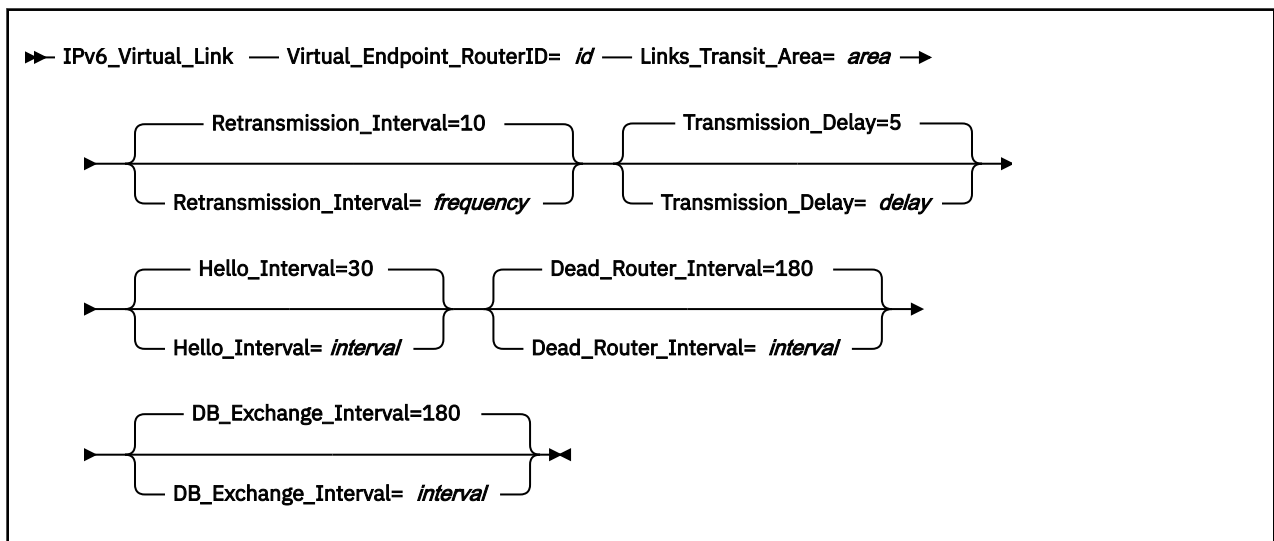 IPv6_Virtual_Link Virtual_Endpoint_RouterID= id Links_Transit_Area= area
Retransmission_Interval=10 Transmission_Delay=5
Retransmission_Interval= frequency Transmission_Delay= delay
Hello_Interval=30 Dead_Router_Interval=180
Hello_Interval= interval Dead_Router_Interval= interval
DB_Exchange_Interval=180
DB_Exchange_Interval= interval